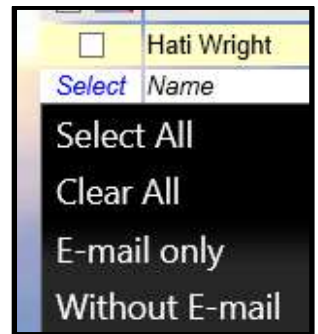 Hati Wright
Select Name
Select All
Clear All
E-mail only
Without E-mail